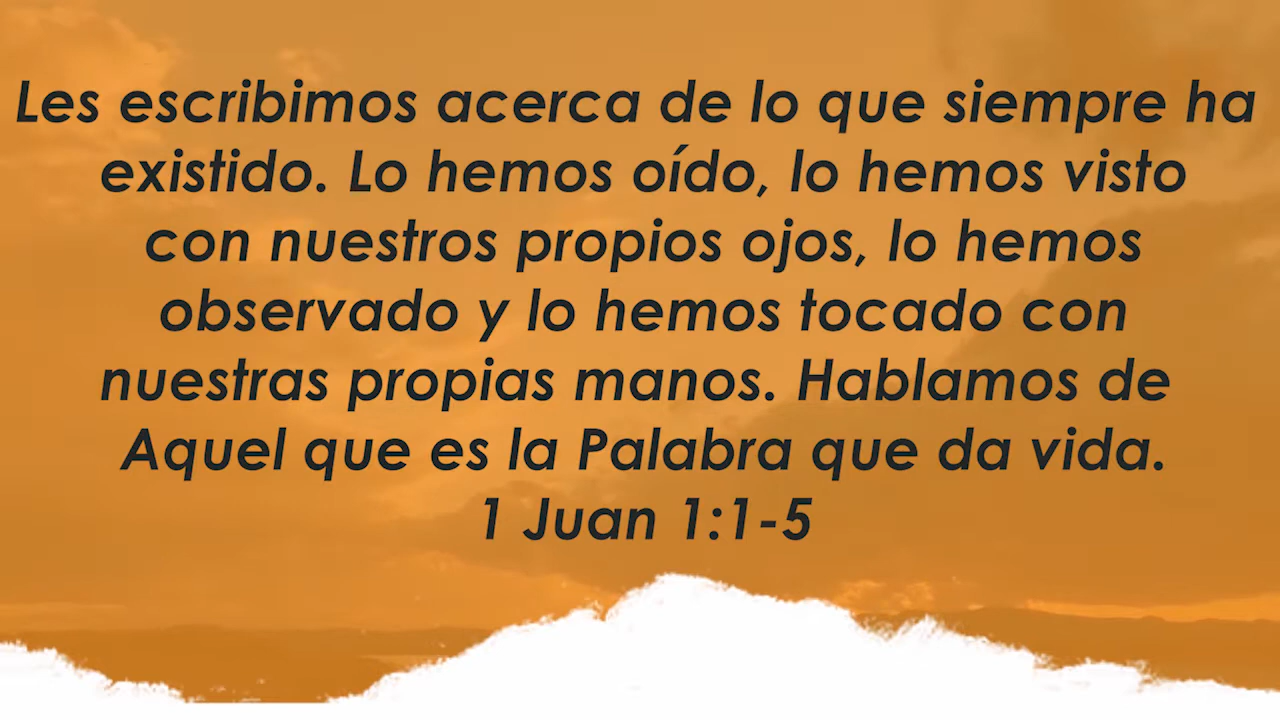 Les escribimos acerca de lo que siempre ha
existido. Lo hemos oído, lo hemos visto
con nuestros propios ojos, lo hemos
observado y lo hemos tocado con
nuestras propias manos. Hablamos de
Aquel que es la Palabra que da vida.
1 Juan 1:1-5